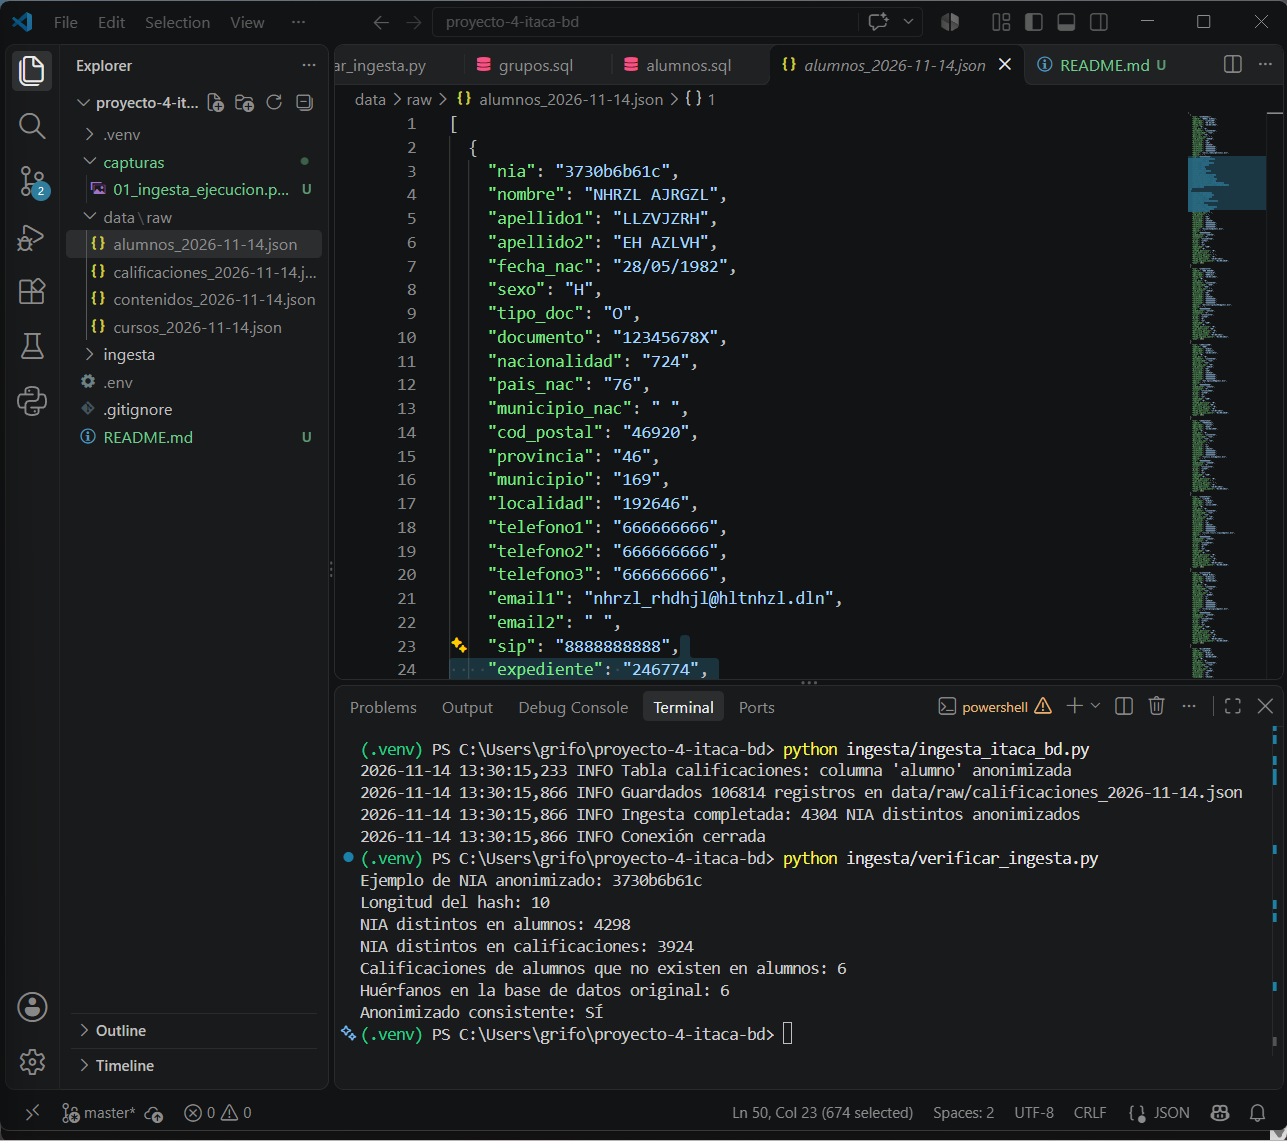 File Edit Selection View ··· proyecto-4-itaca-bd
Explorer ···
ar_ingesta.py grupos.sql alumnos.sql {} alumnos_2026-11-14.json README.md U ···
proyecto-4-it...
.venv
capturas
01_ingesta_ejecucion.p... U
data\raw
{} alumnos_2026-11-14.json
{} calificaciones_2026-11-14.j...
{} contenidos_2026-11-14.json
{} cursos_2026-11-14.json
ingesta
.env
.gitignore
README.md U
2
Outline
Timeline
data > raw > {} alumnos_2026-11-14.json > { } 1
1 [
2 {
3 "nia": "3730b6b61c",
4 "nombre": "NHRZL AJRGZL",
5 "apellido1": "LLZVJZRH",
6 "apellido2": "EH AZLVH",
7 "fecha_nac": "28/05/1982",
8 "sexo": "H",
9 "tipo_doc": "O",
10 "documento": "12345678X",
11 "nacionalidad": "724",
12 "pais_nac": "76",
13 "municipio_nac": " ",
14 "cod_postal": "46920",
15 "provincia": "46",
16 "municipio": "169",
17 "localidad": "192646",
18 "telefono1": "666666666",
19 "telefono2": "666666666",
20 "telefono3": "666666666",
21 "email1": "nhrzl_rhdhjl@hltnhzl.dln",
22 "email2": " ",
23 "sip": "8888888888",
24 "expediente": "246774",
Problems Output Debug Console Terminal Ports powershell ···
(.venv) PS C:\Users\grifo\proyecto-4-itaca-bd> python ingesta/ingesta_itaca_bd.py
2026-11-14 13:30:15,233 INFO Tabla calificaciones: columna 'alumno' anonimizada
2026-11-14 13:30:15,866 INFO Guardados 106814 registros en data/raw/calificaciones_2026-11-14.json
2026-11-14 13:30:15,866 INFO Ingesta completada: 4304 NIA distintos anonimizados
2026-11-14 13:30:15,866 INFO Conexión cerrada
(.venv) PS C:\Users\grifo\proyecto-4-itaca-bd> python ingesta/verificar_ingesta.py
Ejemplo de NIA anonimizado: 3730b6b61c
Longitud del hash: 10
NIA distintos en alumnos: 4298
NIA distintos en calificaciones: 3924
Calificaciones de alumnos que no existen en alumnos: 6
Huérfanos en la base de datos original: 6
Anonimizado consistente: SÍ
(.venv) PS C:\Users\grifo\proyecto-4-itaca-bd>
master* 0 0 Ln 50, Col 23 (674 selected) Spaces: 2 UTF-8 CRLF {} JSON